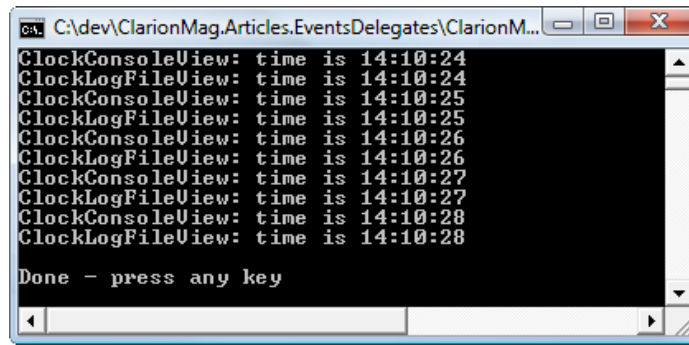 C:\dev\ClarionMag.Articles.EventsDelegates\ClarionM...
ClockConsoleView: time is 14:10:24
ClockLogFileView: time is 14:10:24
ClockConsoleView: time is 14:10:25
ClockLogFileView: time is 14:10:25
ClockConsoleView: time is 14:10:26
ClockLogFileView: time is 14:10:26
ClockConsoleView: time is 14:10:27
ClockLogFileView: time is 14:10:27
ClockConsoleView: time is 14:10:28
ClockLogFileView: time is 14:10:28
Done - press any key